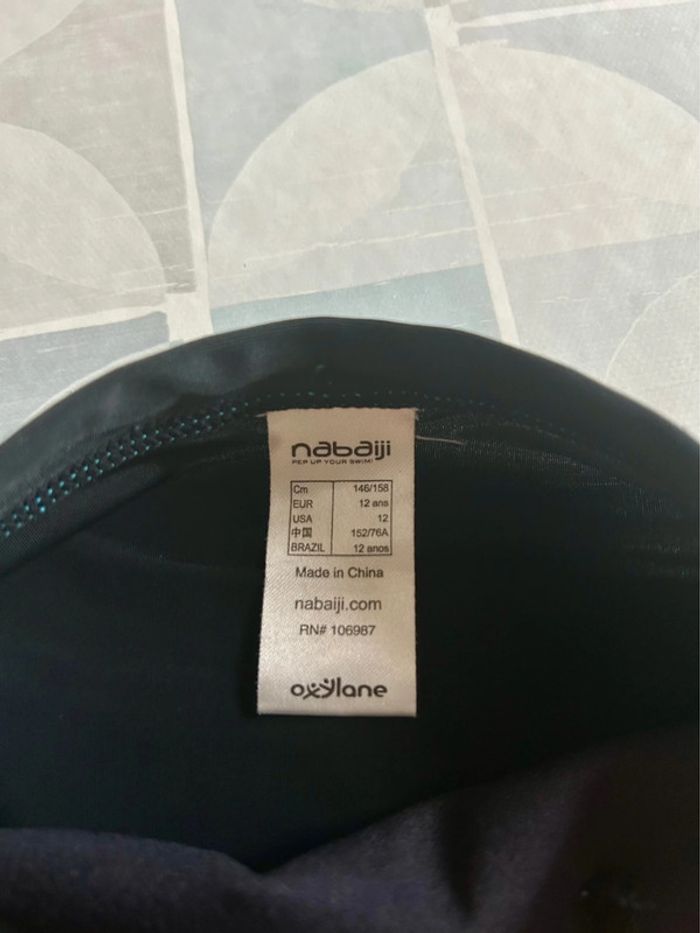 nabaiji
PEP UP YOUR SWIM!
Cm 146/158
EUR 12 ans
USA 12
中国 152/76A
BRAZIL 12 anos
Made in China
nabaiji.com
RN# 106987
oxylane